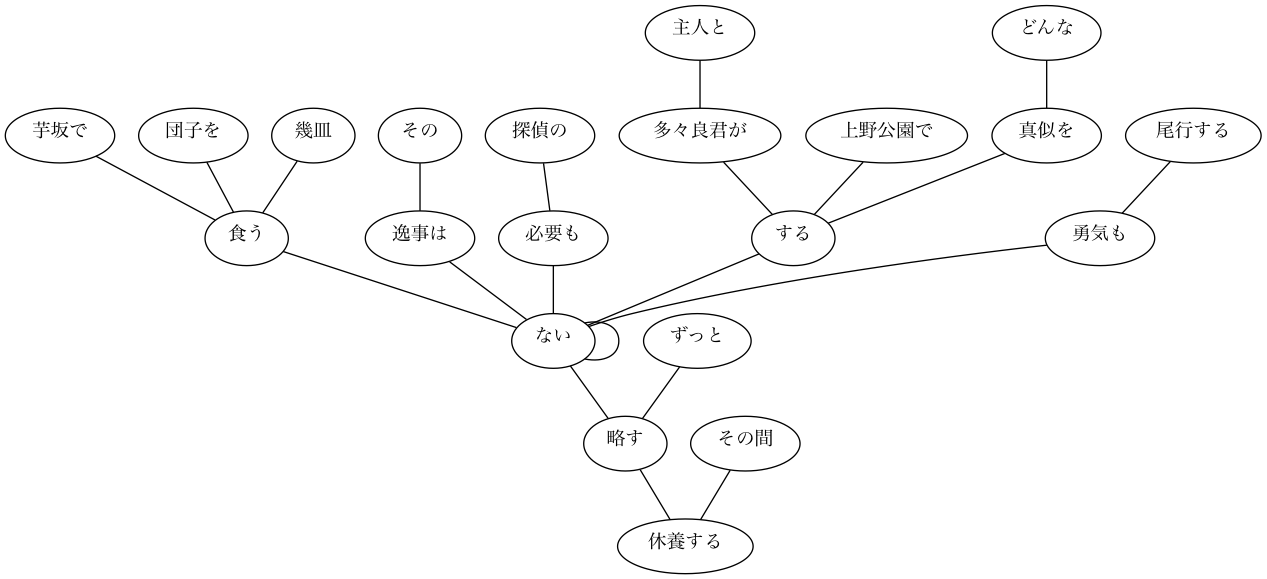 主人と
どんな
芋坂で
団子を
幾皿
その
探偵の
多々良君が
上野公園で
真似を
尾行する
食う
逸事は
必要も
する
勇気も
ない
ずっと
略す
その間
休養する